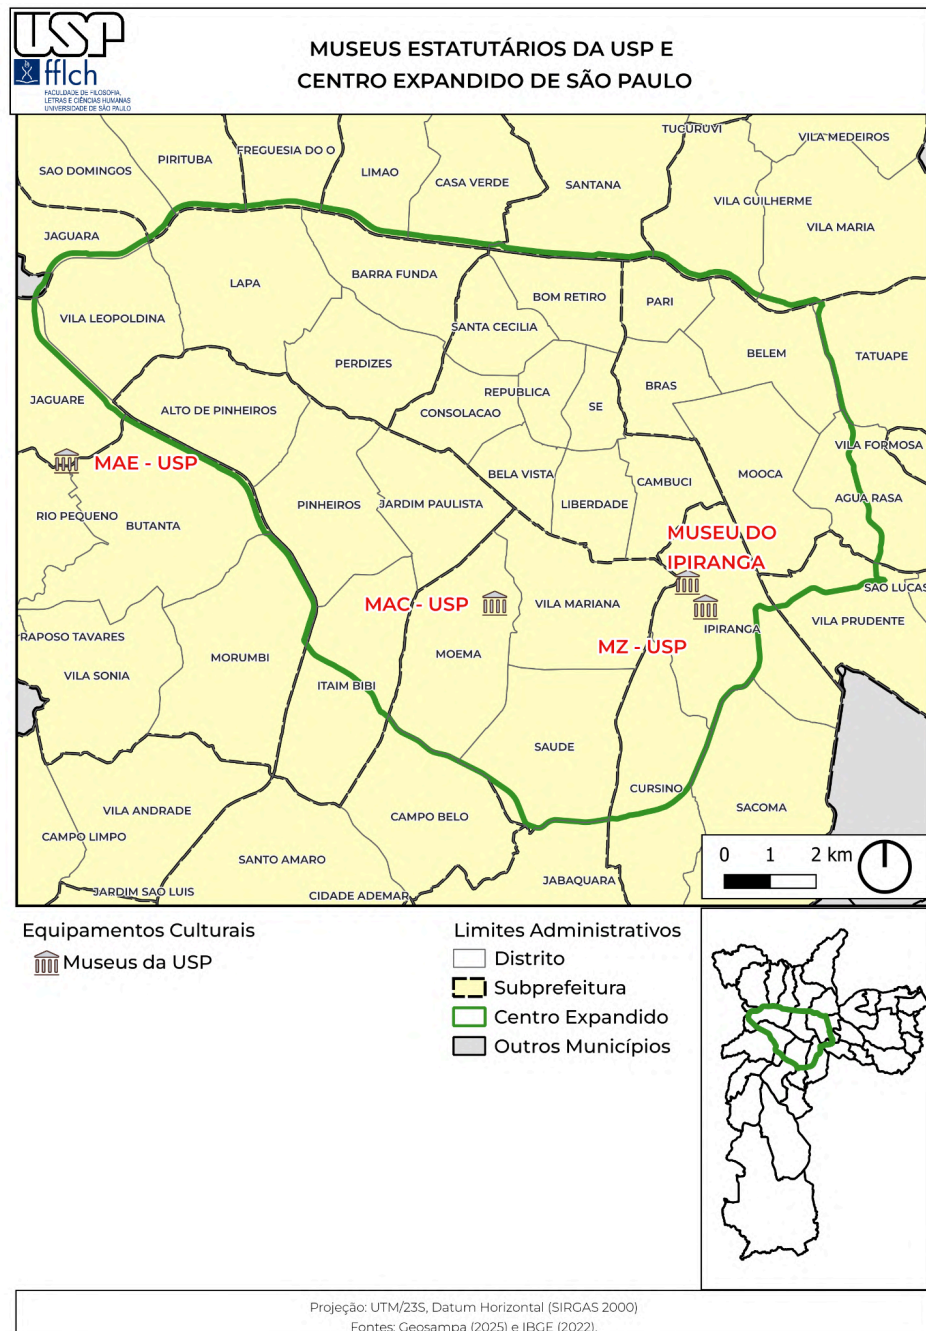 USP
fflch
FACULDADE DE FILOSOFIA,
LETRAS E CIÊNCIAS HUMANAS
UNIVERSIDADE DE SÃO PAULO
MUSEUS ESTATUTÁRIOS DA USP E
CENTRO EXPANDIDO DE SÃO PAULO
TUCURUVI
VILA MEDEIROS
FREGUESIA DO O
PIRITUBA
SAO DOMINGOS
LIMAO
CASA VERDE
SANTANA
VILA GUILHERME
VILA MARIA
JAGUARA
LAPA
BARRA FUNDA
BOM RETIRO
PARI
VILA LEOPOLDINA
SANTA CECILIA
PERDIZES
BELEM
TATUAPE
JAGUARE
ALTO DE PINHEIROS
REPUBLICA
CONSOLACAO
SE
BRAS
MAE - USP
BELA VISTA
CAMBUCI
MOOCA
VILA FORMOSA
RIO PEQUENO
BUTANTA
PINHEIROS
JARDIM PAULISTA
LIBERDADE
AGUA RASA
MUSEU DO
IPIRANGA
SAO LUCAS
MAC - USP
VILA MARIANA
IPIRANGA
VILA PRUDENTE
RAPOSO TAVARES
MZ - USP
MORUMBI
MOEMA
VILA SONIA
ITAIM BIBI
SAUDE
CURSINO
SACOMA
VILA ANDRADE
CAMPO BELO
CAMPO LIMPO
SANTO AMARO
JARDIM SAO LUIS
CIDADE ADEMAR
JABAQUARA
0 1 2 km
Equipamentos Culturais
Museus da USP
Limites Administrativos
Distrito
Subprefeitura
Centro Expandido
Outros Municípios
Projeção: UTM/23S, Datum Horizontal (SIRGAS 2000)
Fontes: Geosampa (2025) e IBGE (2022).